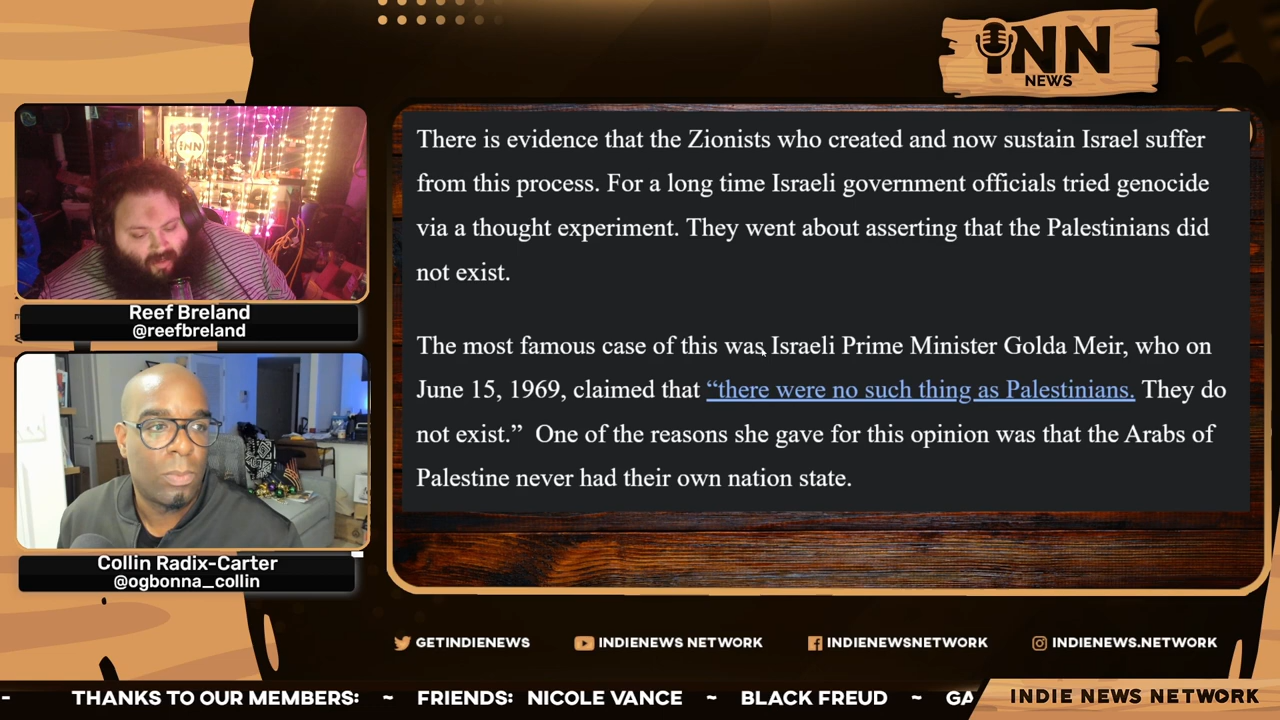 INN
NEWS
There is evidence that the Zionists who created and now sustain Israel suffer
from this process. For a long time Israeli government officials tried genocide
via a thought experiment. They went about asserting that the Palestinians did
not exist.
The most famous case of this was Israeli Prime Minister Golda Meir, who on
June 15, 1969, claimed that “there were no such thing as Palestinians. They do
not exist.” One of the reasons she gave for this opinion was that the Arabs of
Palestine never had their own nation state.
INN
Reef Breland
@reefbreland
Collin Radix-Carter
@ogbonna_collin
GETINDIENEWS
INDIENEWS NETWORK
INDIENEWSNETWORK
INDIENEWS.NETWORK
- THANKS TO OUR MEMBERS: ~ FRIENDS: NICOLE VANCE ~ BLACK FREUD ~ GA
INDIE NEWS NETWORK